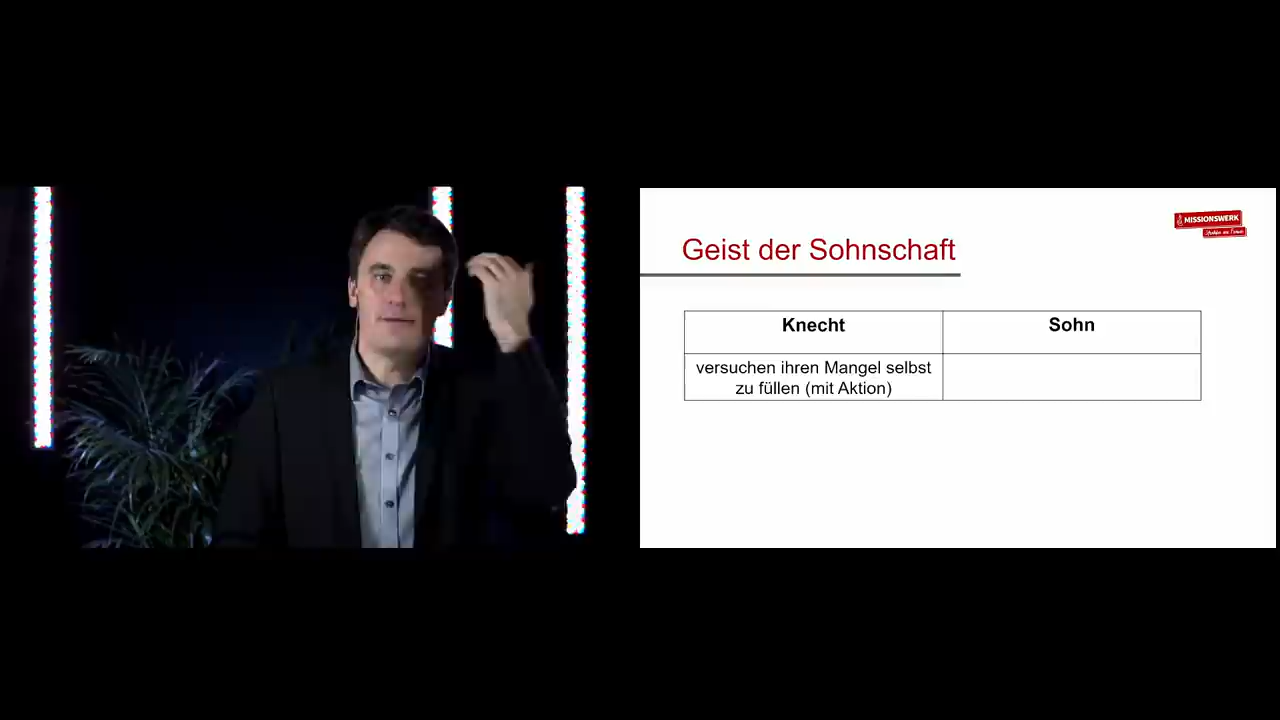 MISSIONSWERK
Geist der Sohnschaft
Knecht
Sohn
versuchen ihren Mangel selbst
zu füllen (mit Aktion)